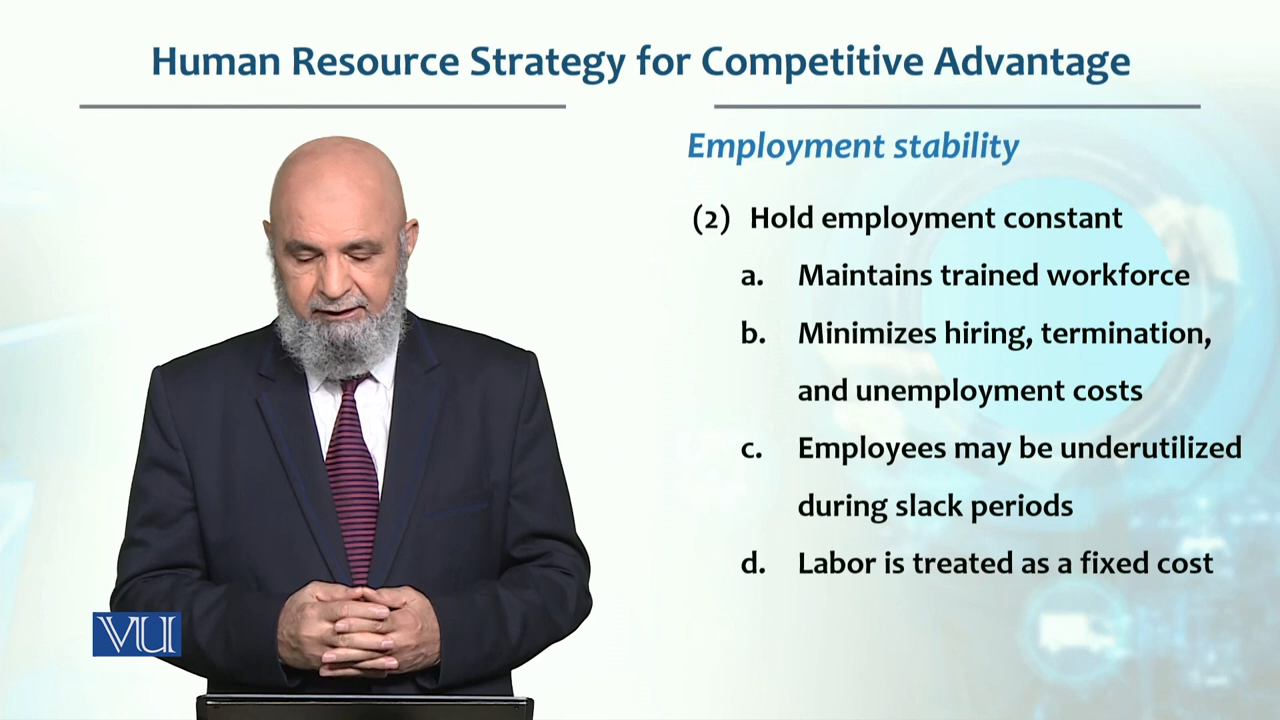 Human Resource Strategy for Competitive Advantage
Employment stability
(2) Hold employment constant
a. Maintains trained workforce
b. Minimizes hiring, termination,
and unemployment costs
c. Employees may be underutilized
during slack periods
d. Labor is treated as a fixed cost
VU